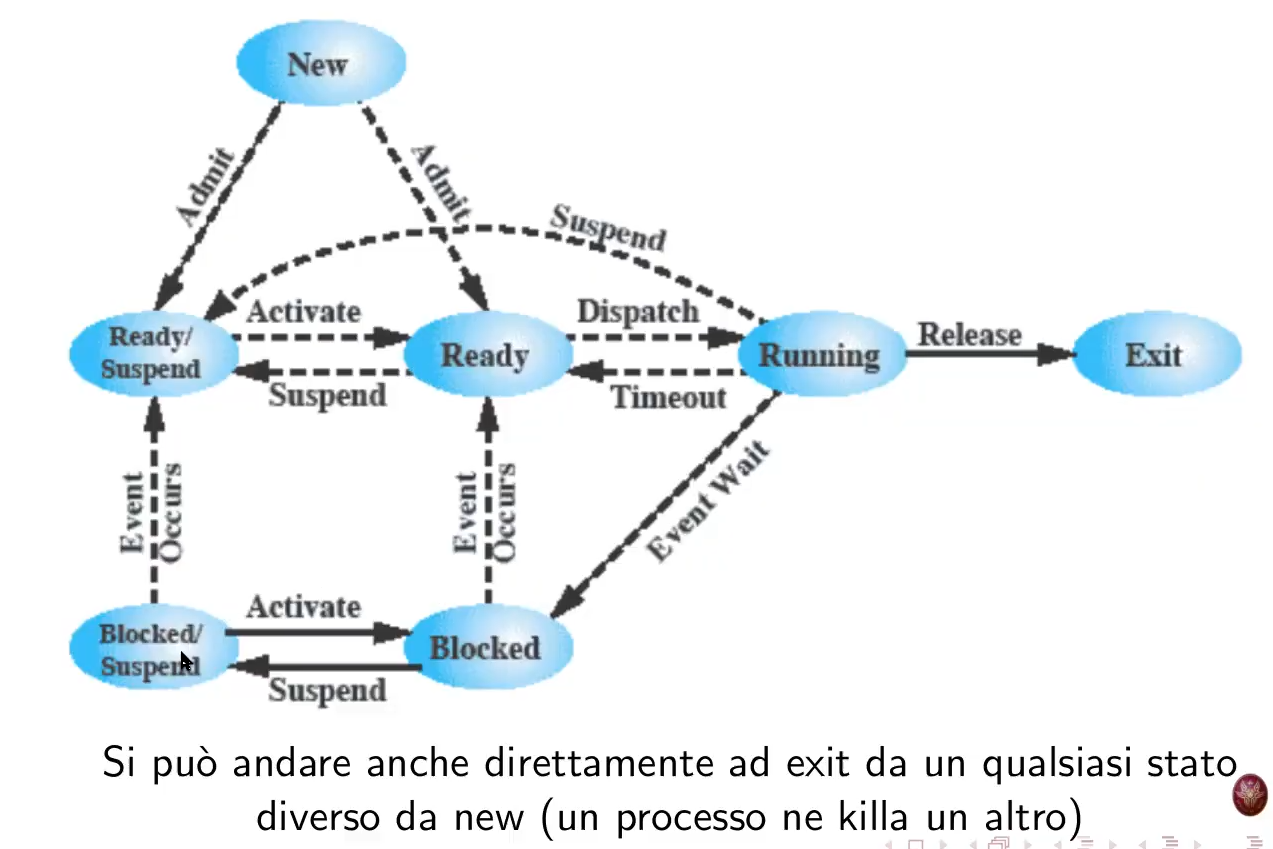 New
Admit
Admit
Suspend
Activate
Dispatch
Ready/
Suspend
Ready
Running
Release
Exit
Suspend
Timeout
Event
Occurs
Event
Occurs
Event Wait
Activate
Blocked/
Suspend
Blocked
Suspend
Si può andare anche direttamente ad exit da un qualsiasi stato
diverso da new (un processo ne killa un altro)